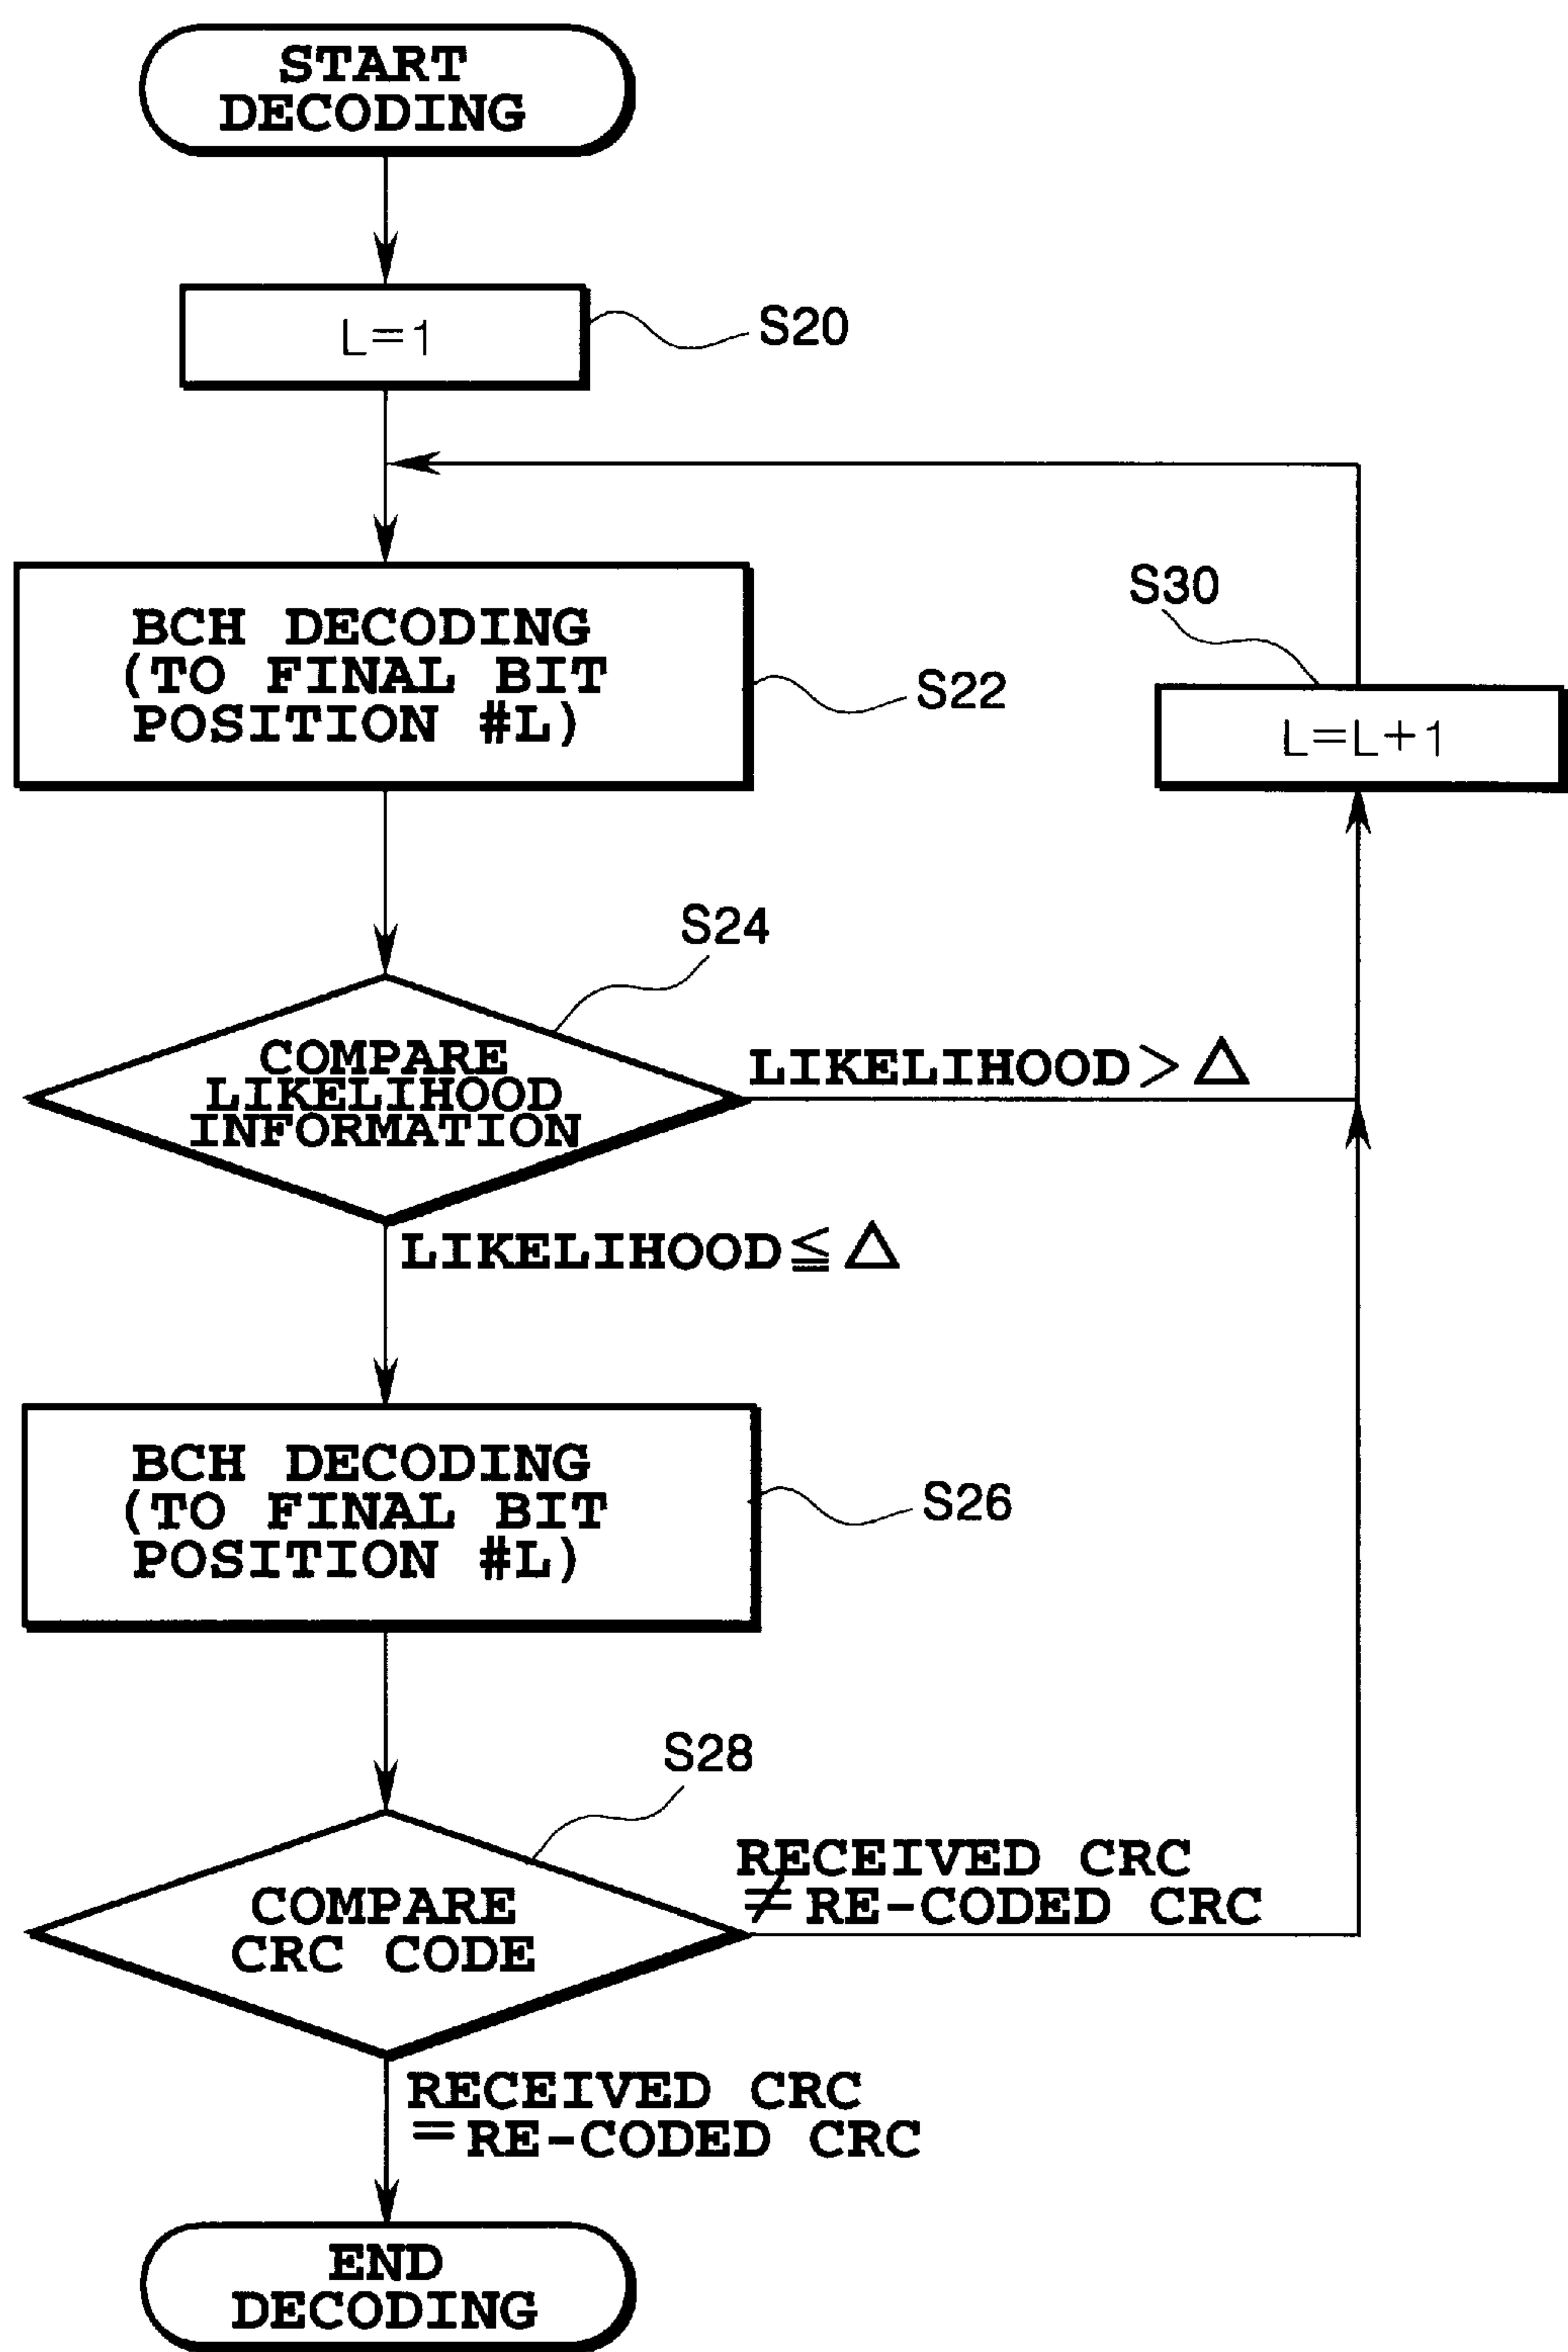 START
DECODING
L=1
S20
BCH DECODING
(TO FINAL BIT
POSITION #L)
S22
S30
L=L+1
S24
COMPARE
LIKELIHOOD
INFORMATION
LIKELIHOOD>△
LIKELIHOOD≦△
BCH DECODING
(TO FINAL BIT
POSITION #L)
S26
S28
COMPARE
CRC CODE
RECEIVED CRC
≠RE-CODED CRC
RECEIVED CRC
=RE-CODED CRC
END
DECODING